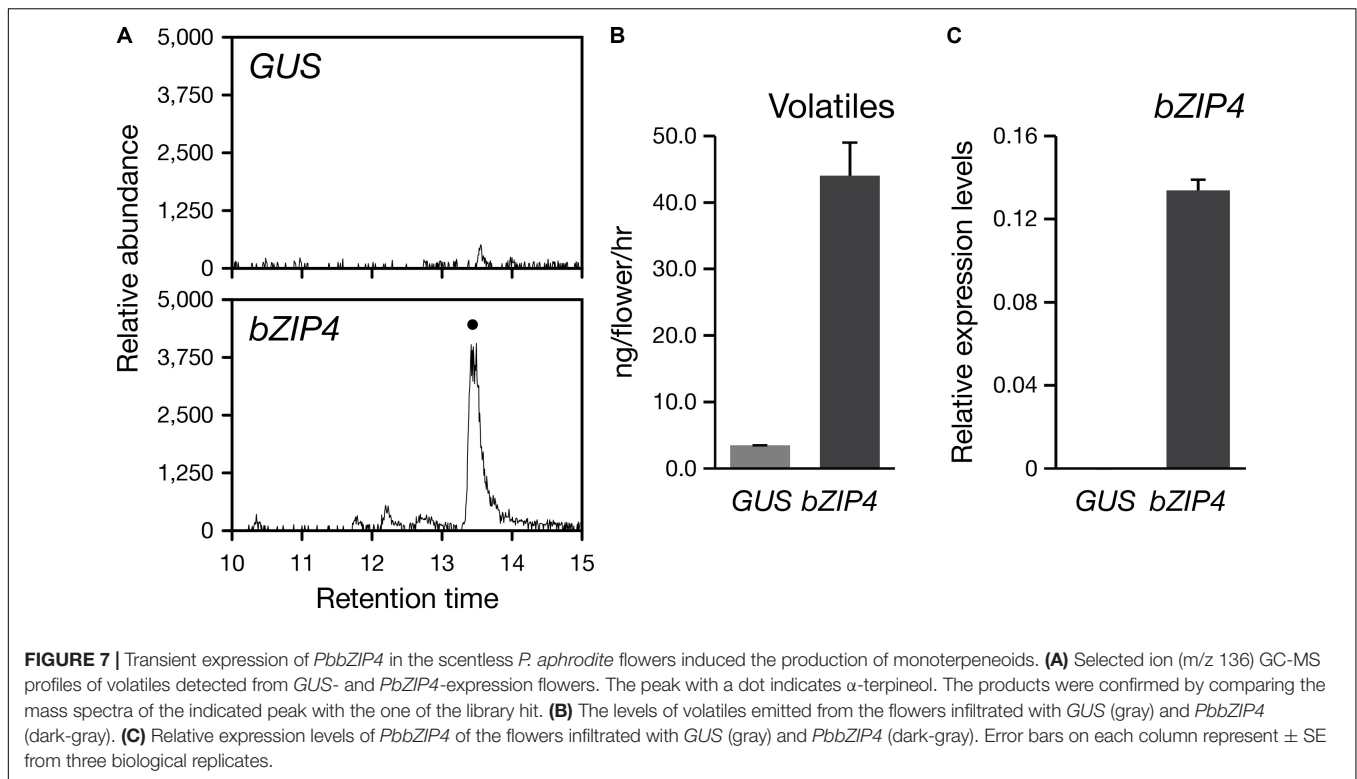 A
5,000
3,750
2,500
1,250
0
GUS
5,000
3,750
2,500
1,250
0
bZIP4
●
Relative abundance
10 11 12 13 14 15
Retention time
B
Volatiles
50.0
40.0
30.0
20.0
10.0
0.0
ng/flower/hr
GUS bZIP4
C
bZIP4
0.16
0.12
0.08
0.04
0
Relative expression levels
GUS bZIP4
FIGURE 7 | Transient expression of PbbZIP4 in the scentless P. aphrodite flowers induced the production of monoterpeneoids. (A) Selected ion (m/z 136) GC-MS
profiles of volatiles detected from GUS- and PbZIP4-expression flowers. The peak with a dot indicates α-terpineol. The products were confirmed by comparing the
mass spectra of the indicated peak with the one of the library hit. (B) The levels of volatiles emitted from the flowers infiltrated with GUS (gray) and PbbZIP4
(dark-gray). (C) Relative expression levels of PbbZIP4 of the flowers infiltrated with GUS (gray) and PbbZIP4 (dark-gray). Error bars on each column represent ± SE
from three biological replicates.